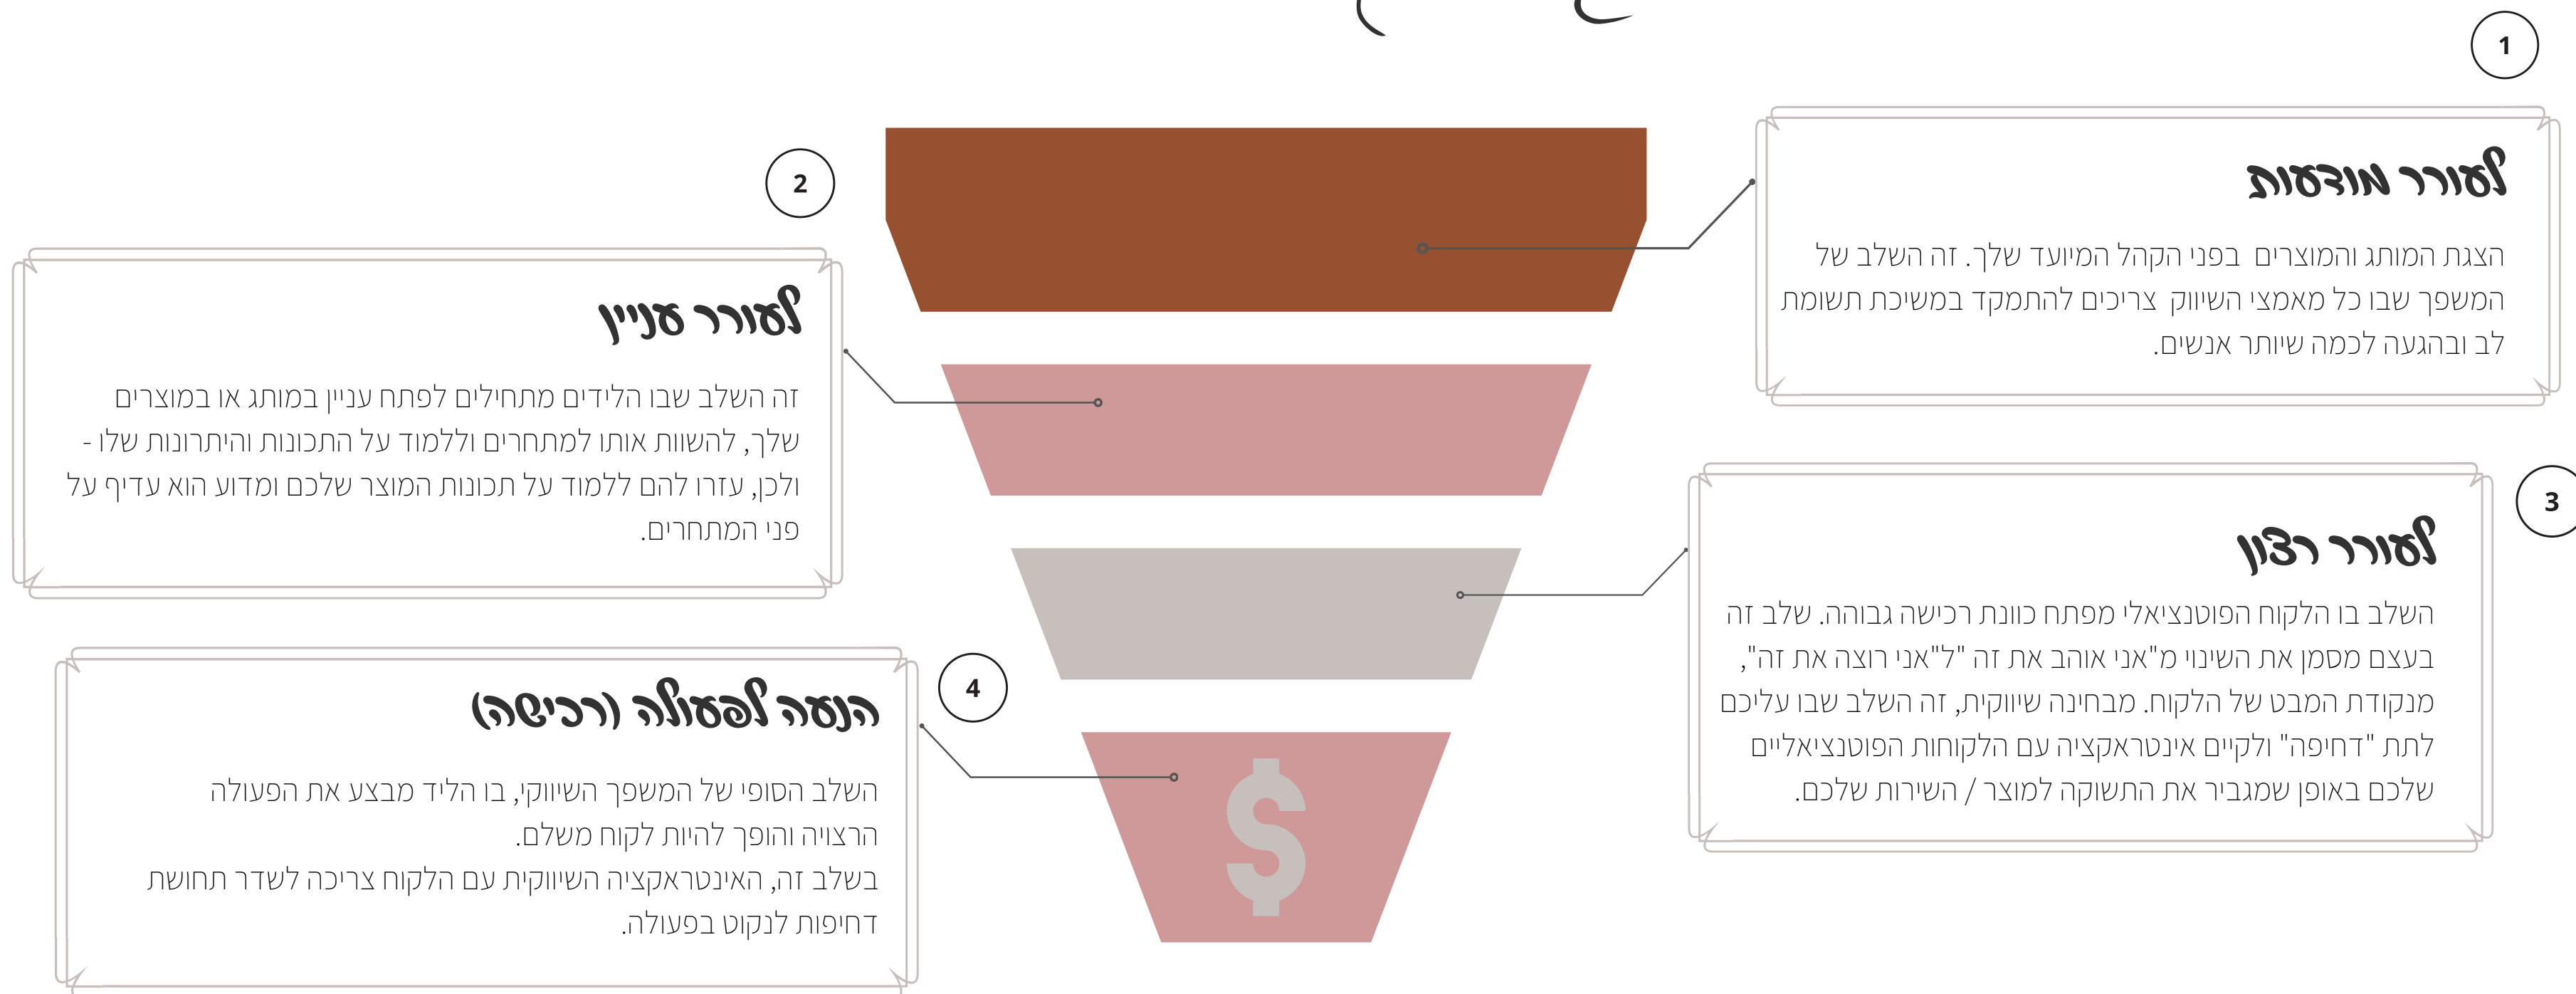 1
לעורר מודעות
הצגת המותג והמוצרים בפני הקהל המיועד שלך. זה השלב של
המשפך שבו כל מאמצי השיווק צריכים להתמקד במשיכת תשומת
לב ובהגעה לכמה שיותר אנשים.
2
לעורר עניין
זה השלב שבו הלידים מתחילים לפתח עניין במותג או במוצרים
שלך, להשוות אותו למתחרים וללמוד על התכונות והיתרונות שלו -
ולכן, עזרו להם ללמוד על תכונות המוצר שלכם ומדוע הוא עדיף על
פני המתחרים.
3
לעורר רצון
השלב בו הלקוח הפוטנציאלי מפתח כוונת רכישה גבוהה. שלב זה
בעצם מסמן את השינוי מ"אני אוהב את זה "ל"אני רוצה את זה",
מנקודת המבט של הלקוח. מבחינה שיווקית, זה השלב שבו עליכם
לתת "דחיפה" ולקיים אינטראקציה עם הלקוחות הפוטנציאליים
שלכם באופן שמגביר את התשוקה למוצר / השירות שלכם.
4
הנעה לפעולה (רכישה)
השלב הסופי של המשפך השיווקי, בו הליד מבצע את הפעולה
הרצויה והופך להיות לקוח משלם.
בשלב זה, האינטראקציה השיווקית עם הלקוח צריכה לשדר תחושת
דחיפות לנקוט בפעולה.
$